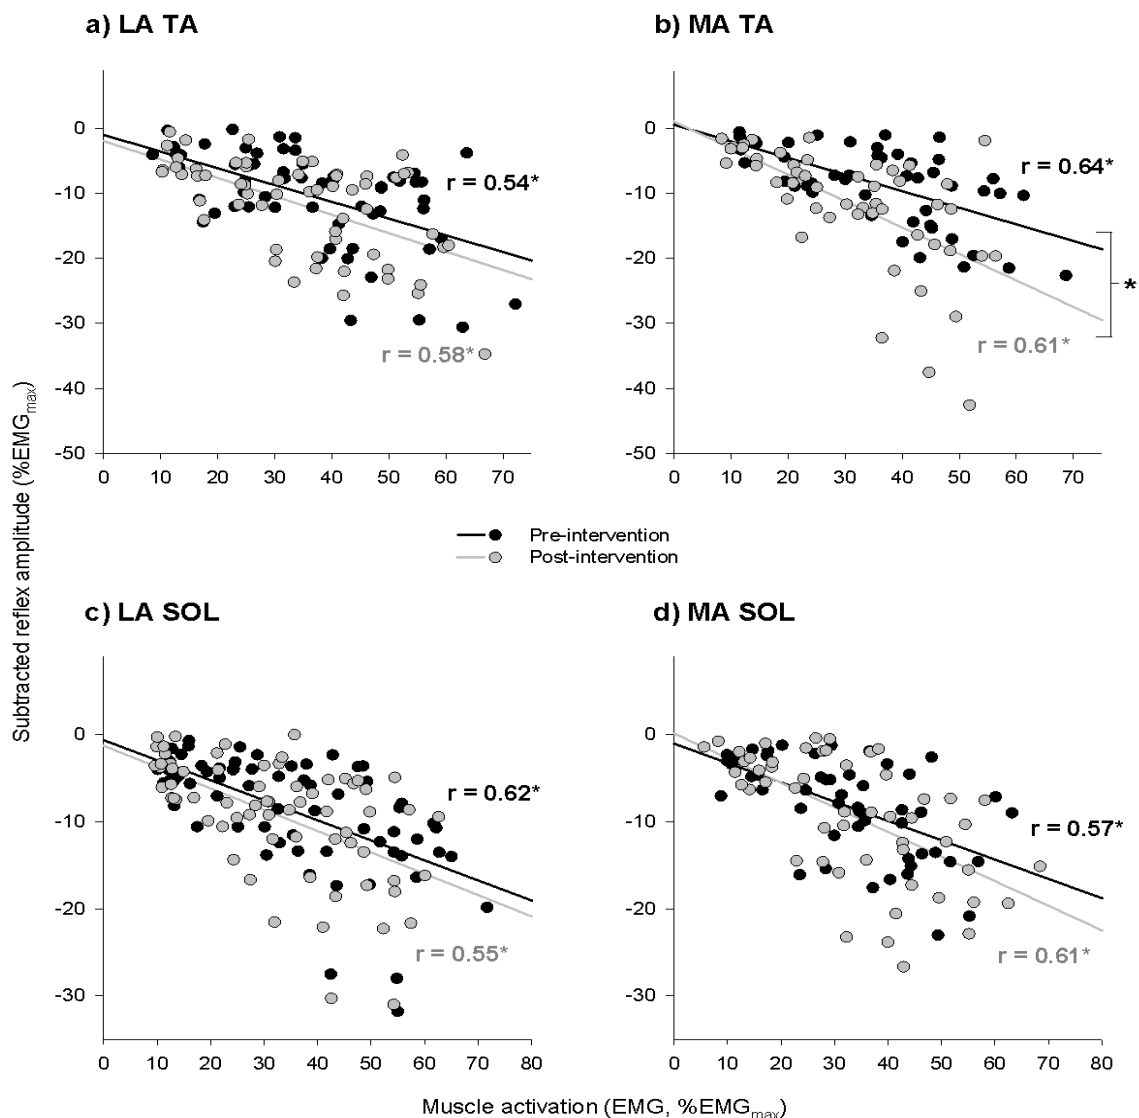 a) LA TA
b) MA TA
0
-10
-20
-30
-40
-50
0 10 20 30 40 50 60 70
r = 0.54*
r = 0.58*
0
-10
-20
-30
-40
-50
0 10 20 30 40 50 60 70
r = 0.64*
*
r = 0.61*
Subtracted reflex amplitude (%EMGmax)
Pre-intervention
Post-intervention
c) LA SOL
d) MA SOL
0
-10
-20
-30
0 10 20 30 40 50 60 70 80
r = 0.62*
r = 0.55*
0
-10
-20
-30
0 10 20 30 40 50 60 70 80
r = 0.57*
r = 0.61*
Muscle activation (EMG, %EMGmax)